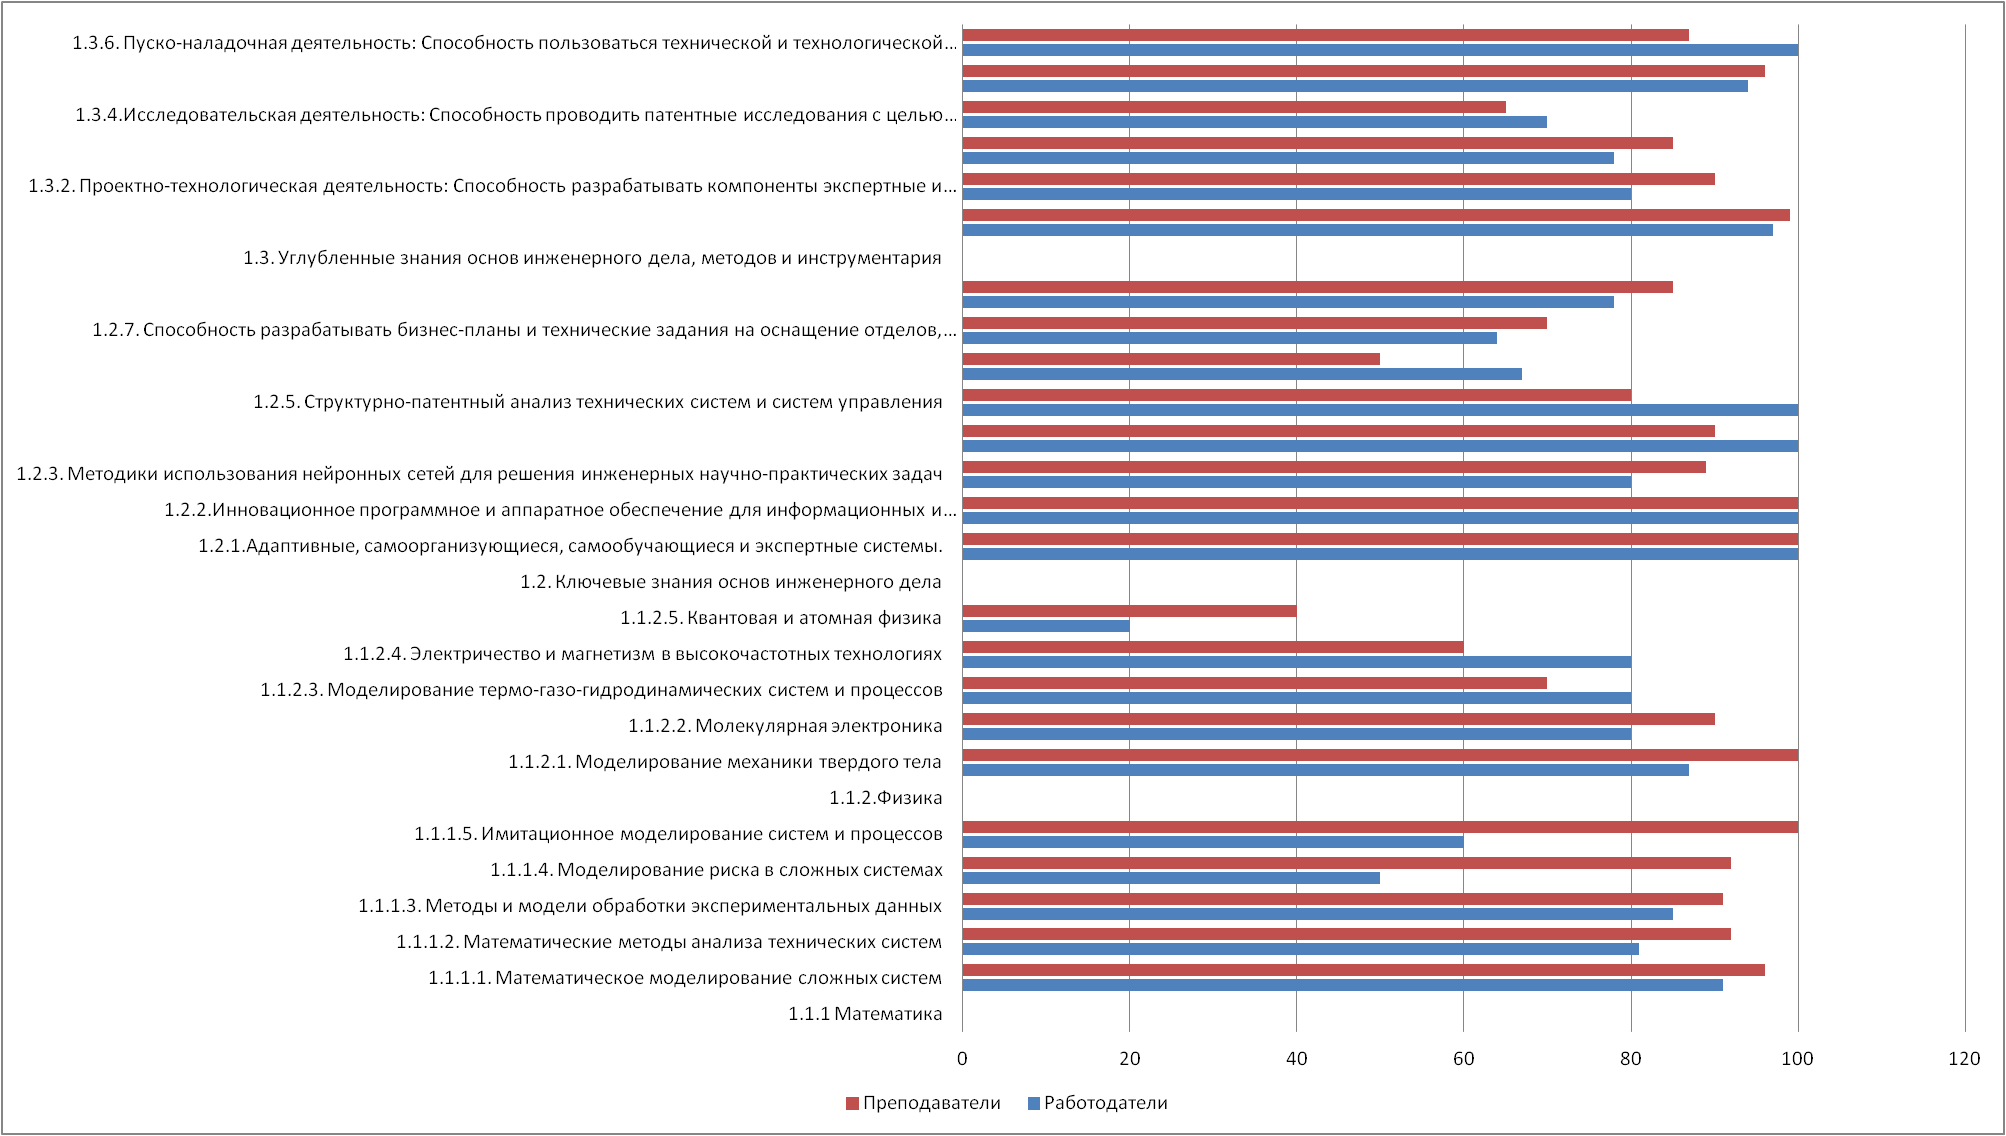 1.3.6. Пуско-наладочная деятельность: Способность пользоваться технической и технологической…
1.3.4.Исследовательская деятельность: Способность проводить патентные исследования с целью…
1.3.2. Проектно-технологическая деятельность: Способность разрабатывать компоненты экспертные и…
1.3. Углубленные знания основ инженерного дела, методов и инструментария
1.2.7. Способность разрабатывать бизнес-планы и технические задания на оснащение отделов,…
1.2.5. Структурно-патентный анализ технических систем и систем управления
1.2.3. Методики использования нейронных сетей для решения инженерных научно-практических задач
1.2.2.Инновационное программное и аппаратное обеспечение для информационных и…
1.2.1.Адаптивные, самоорганизующиеся, самообучающиеся и экспертные системы.
1.2. Ключевые знания основ инженерного дела
1.1.2.5. Квантовая и атомная физика
1.1.2.4. Электричество и магнетизм в высокочастотных технологиях
1.1.2.3. Моделирование термо-газо-гидродинамических систем и процессов
1.1.2.2. Молекулярная электроника
1.1.2.1. Моделирование механики твердого тела
1.1.2.Физика
1.1.1.5. Имитационное моделирование систем и процессов
1.1.1.4. Моделирование риска в сложных системах
1.1.1.3. Методы и модели обработки экспериментальных данных
1.1.1.2. Математические методы анализа технических систем
1.1.1.1. Математическое моделирование сложных систем
1.1.1 Математика
0 20 40 60 80 100 120
Преподаватели Работодатели